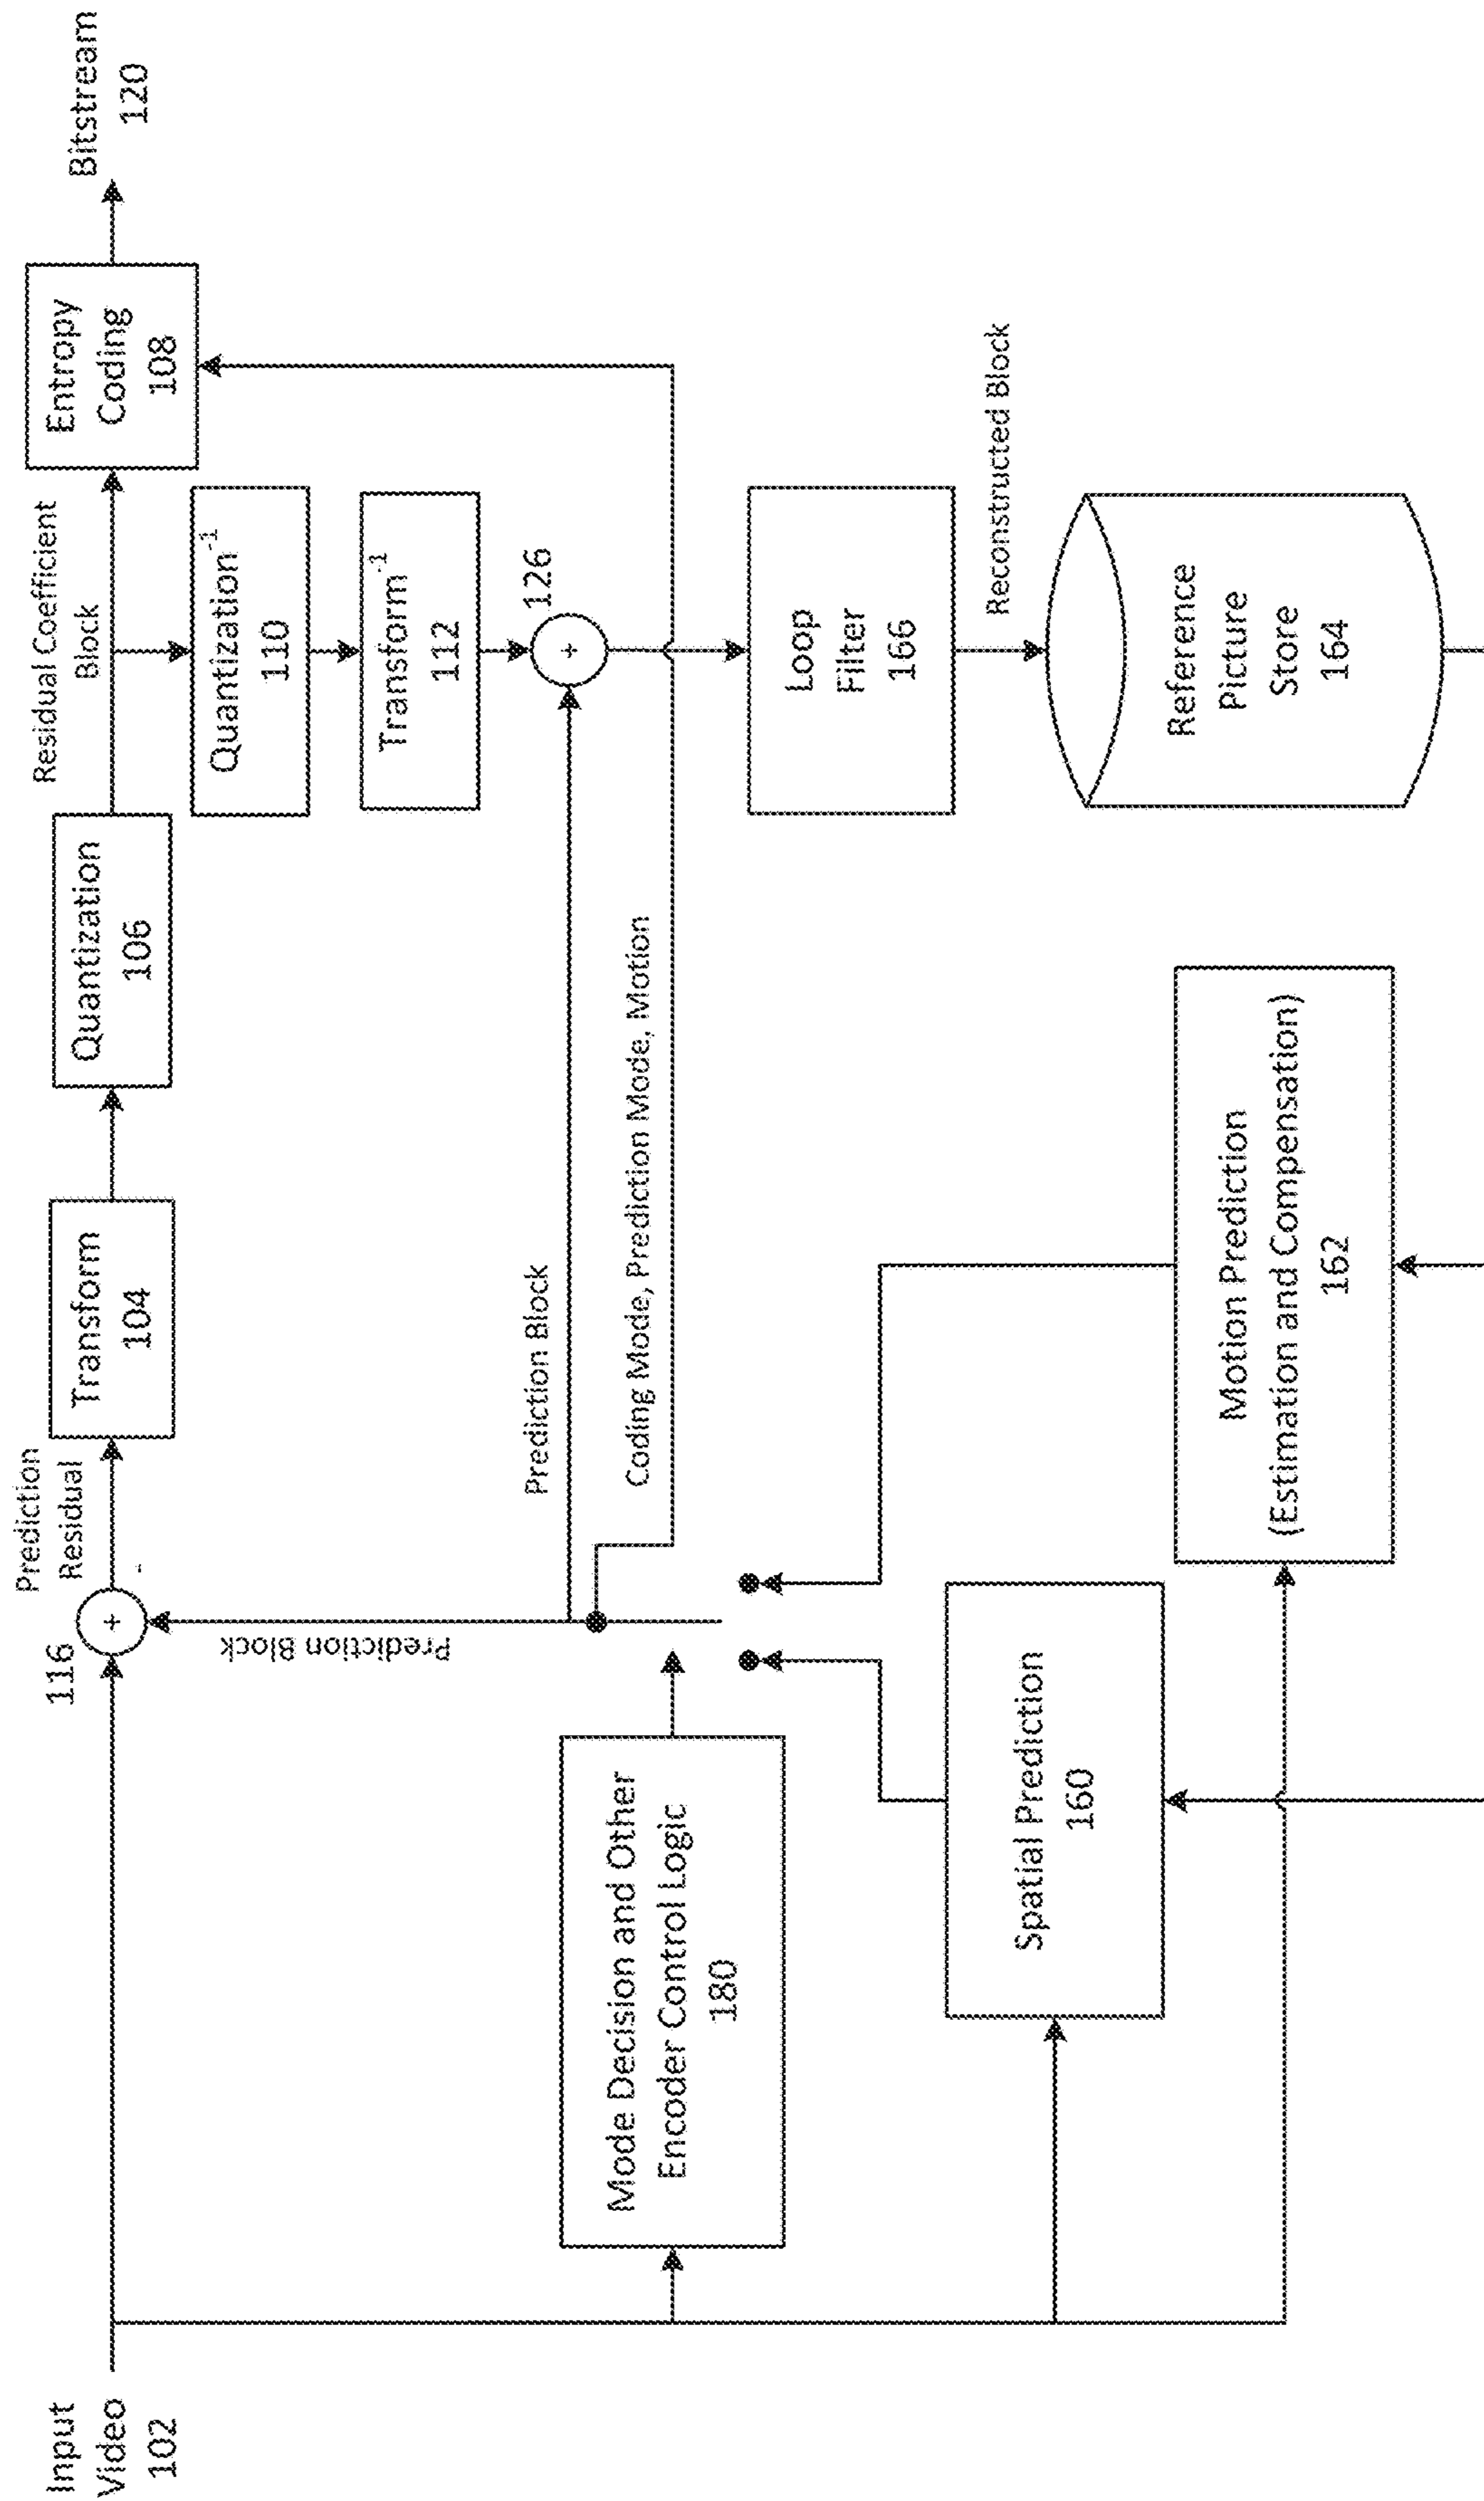 Input
Video
102
116
Prediction
Residual
+
-
Transform
104
Quantization
106
Residual Coefficient
Block
Entropy
Coding
108
Bitstream
120
Prediction Block
Quantization-1
110
Transform-1
112
Prediction Block
126
+
Coding Mode, Prediction Mode, Motion
Mode Decision and Other
Encoder Control Logic
180
Loop
Filter
166
Reconstructed Block
Spatial Prediction
160
Motion Prediction
(Estimation and Compensation)
162
Reference
Picture
Store
164